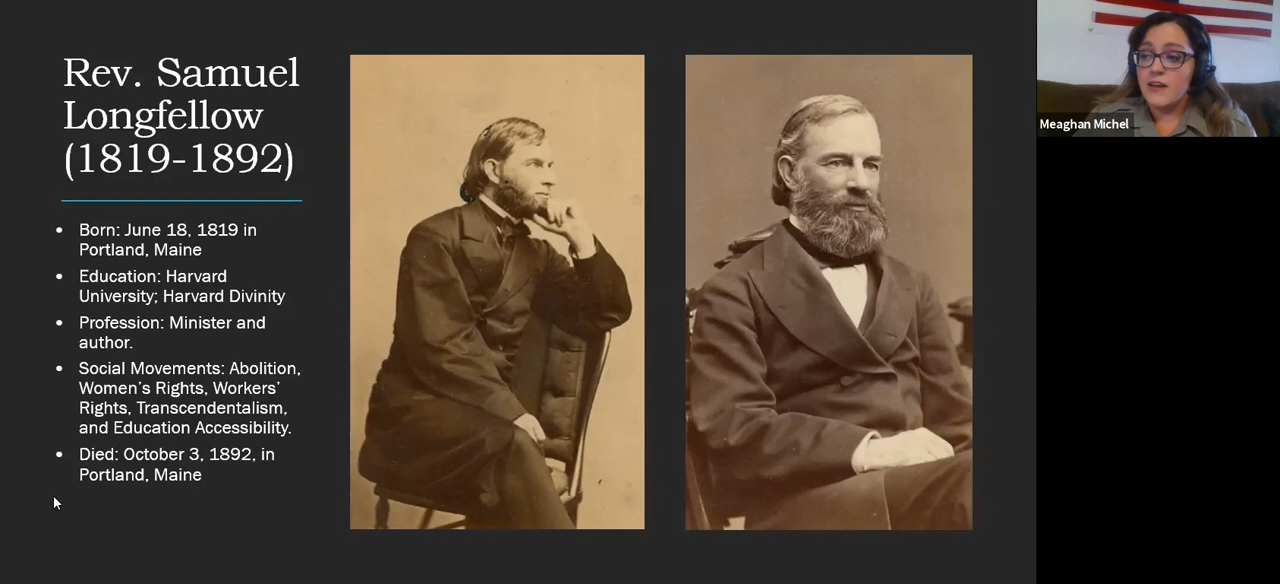 Rev. Samuel
Longfellow
(1819-1892)
• Born: June 18, 1819 in
Portland, Maine
• Education: Harvard
University; Harvard Divinity
• Profession: Minister and
author.
• Social Movements: Abolition,
Women's Rights, Workers'
Rights, Transcendentalism,
and Education Accessibility.
• Died: October 3, 1892, in
Portland, Maine
Meaghan Michel